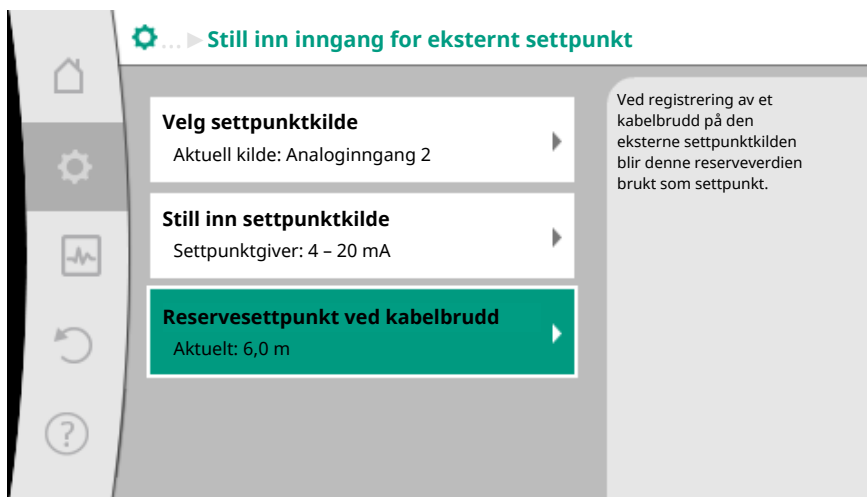 ... ▶ Still inn inngang for eksternt settpunkt
Velg settpunktkilde
Aktuell kilde: Analoginngang 2
Still inn settpunktkilde
Settpunktgiver: 4 – 20 mA
Reservesettpunkt ved kabelbrudd
Aktuelt: 6,0 m
Ved registrering av et
kabelbrudd på den
eksterne settpunktkilden
blir denne reserveverdien
brukt som settpunkt.
?